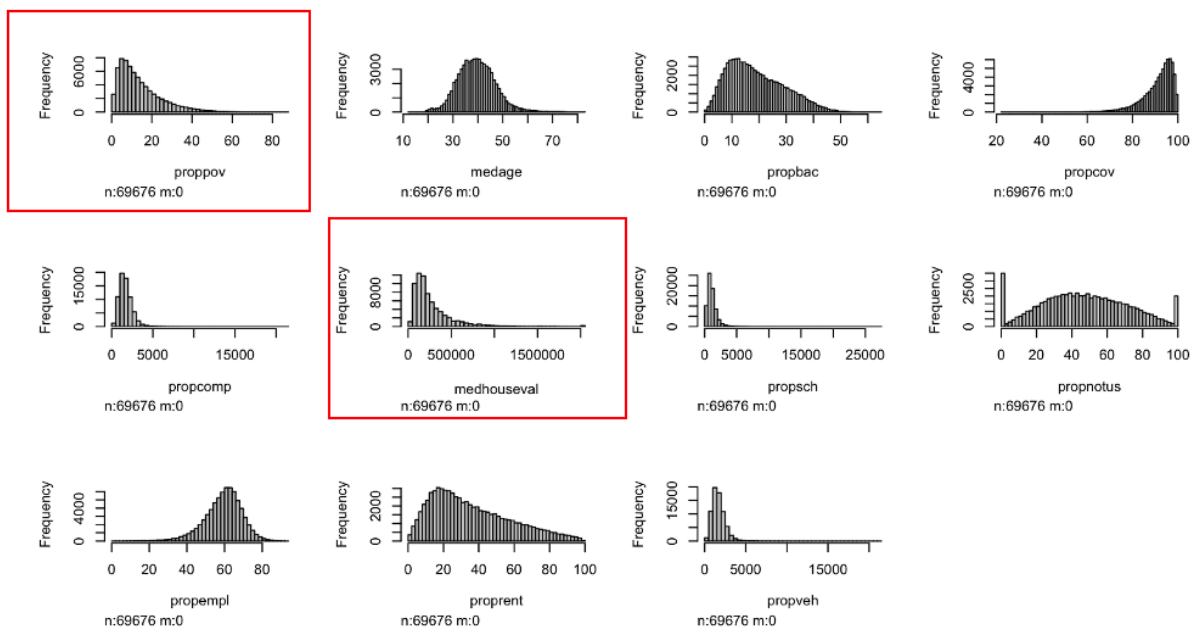 Frequency
6000
0
0 20 40 60 80
proppov
n:69676 m:0
Frequency
3000
0
10 30 50 70
medage
n:69676 m:0
Frequency
2000
0
0 10 30 50
propbac
n:69676 m:0
Frequency
4000
0
20 40 60 80 100
propcov
n:69676 m:0
Frequency
15000
0
0 5000 15000
propcomp
n:69676 m:0
Frequency
8000
0
0 500000 1500000
medhouseval
n:69676 m:0
Frequency
20000
0
0 5000 15000 25000
propsch
n:69676 m:0
Frequency
2500
0
0 20 40 60 80 100
propnotus
n:69676 m:0
Frequency
4000
0
0 20 40 60 80
propempl
n:69676 m:0
Frequency
2000
0
0 20 40 60 80 100
proprent
n:69676 m:0
Frequency
15000
0
0 5000 15000
propveh
n:69676 m:0